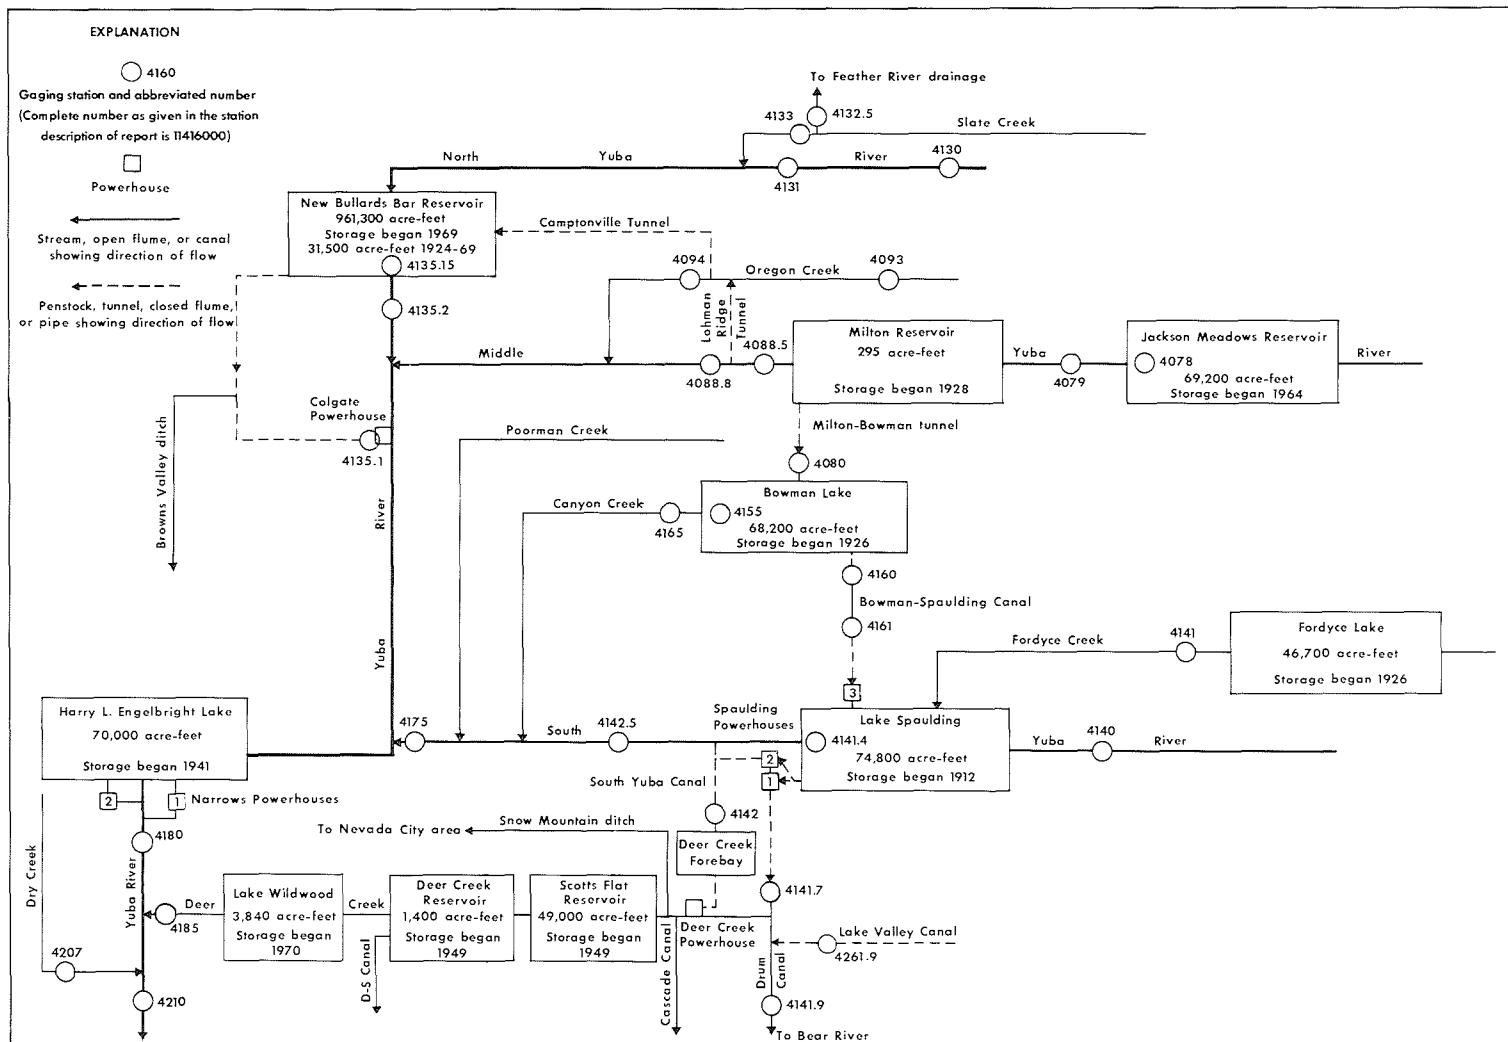 EXPLANATION
4160
Gaging station and abbreviated number
(Complete number as given in the station
description of report is 11416000)
Powerhouse
Stream, open flume, or canal
showing direction of flow
Penstock, tunnel, closed flume,
or pipe showing direction of flow
To Feather River drainage
4133
4132.5
Slate Creek
North
Yuba
River
4130
4131
New Bullards Bar Reservoir
961,300 acre-feet
Storage began 1969
31,500 acre-feet 1924-69
4135.15
4135.2
Camptonville Tunnel
4094
Oregon Creek
4093
Lohman
Ridge
Tunnel
Middle
4088.8
4088.5
Milton Reservoir
295 acre-feet
Storage began 1928
Yuba
4079
Jackson Meadows Reservoir
4078
69,200 acre-feet
Storage began 1964
River
Colgate
Powerhouse
4135.1
Browns Valley ditch
Poorman Creek
Milton-Bowman tunnel
4080
Canyon Creek
4165
Bowman Lake
4155
68,200 acre-feet
Storage began 1926
River
Yuba
4160
Bowman-Spaulding Canal
4161
3
Fordyce Creek
4141
Fordyce Lake
46,700 acre-feet
Storage began 1926
Harry L. Engelbright Lake
70,000 acre-feet
Storage began 1941
4175
South
4142.5
Spaulding
Powerhouses
Lake Spaulding
4141.4
74,800 acre-feet
Storage began 1912
Yuba
4140
River
2
1
South Yuba Canal
2
1
Narrows Powerhouses
4180
4142
To Nevada City area
Snow Mountain ditch
Deer Creek
Forebay
Dry Creek
Yuba River
4141.7
Deer
4185
Lake Wildwood
3,840 acre-feet
Storage began
1970
Creek
Deer Creek
Reservoir
1,400 acre-feet
Storage began
1949
Scotts Flat
Reservoir
49,000 acre-feet
Storage began
1949
Deer Creek
Powerhouse
Lake Valley Canal
4261.9
4207
D-S Canal
Cascade Canal
Drum
Canal
4210
4141.9
To Bear River